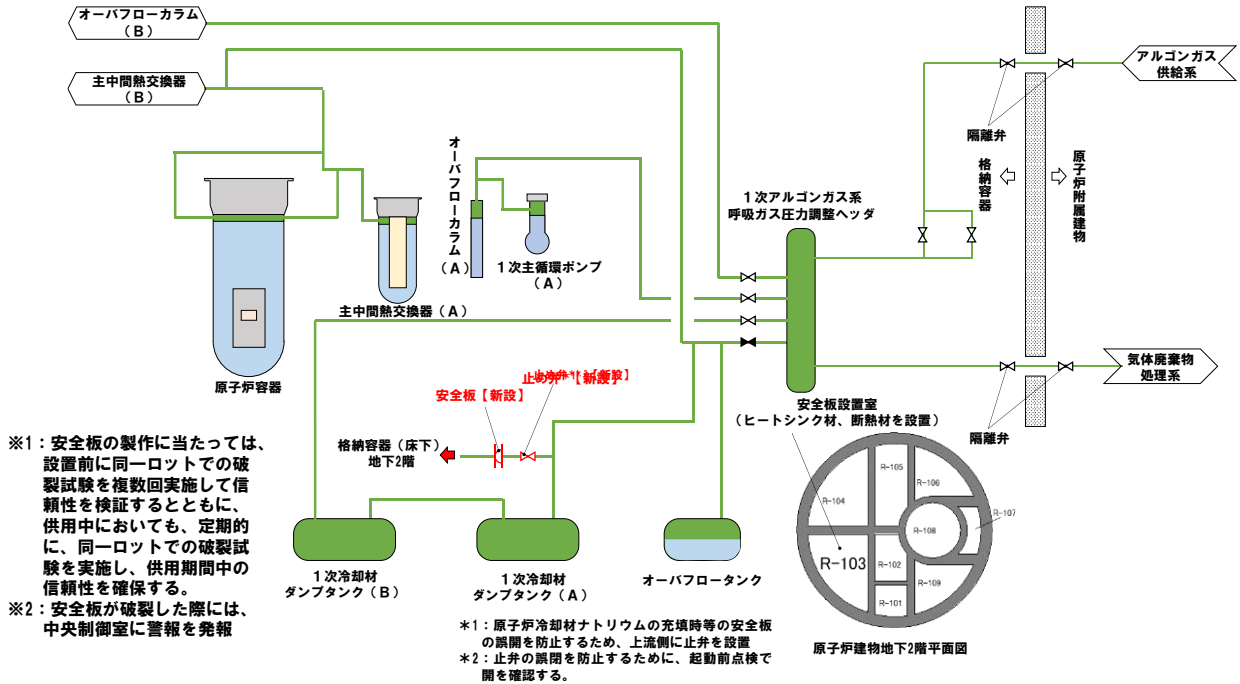 オーバフローカラム
（B）
主中間熱交換器
（B）
アルゴンガス
供給系
隔離弁
格納容器
原子炉附属建物
オーバフローカラム
（A）
1次主循環ポンプ
（A）
1次アルゴンガス系
呼吸ガス圧力調整ヘッダ
主中間熱交換器（A）
原子炉容器
気体廃棄物
処理系
隔離弁
止め弁
【新設】
安全板【新設】
格納容器（床下）
地下2階
安全板設置室
（ヒートシンク材、断熱材を設置）
R-105
R-106
R-104
R-107
R-108
R-103
R-102
R-109
R-101
原子炉建物地下2階平面図
1次冷却材
ダンプタンク（B）
1次冷却材
ダンプタンク（A）
オーバフロータンク
※1：安全板の製作に当たっては、
設置前に同一ロットでの破
裂試験を複数回実施して信
頼性を検証するとともに、
供用中においても、定期的
に、同一ロットでの破裂試
験を実施し、供用期間中の
信頼性を確保する。
※2：安全板が破裂した際には、
中央制御室に警報を発報
＊1：原子炉冷却材ナトリウムの充填時等の安全板
の誤開を防止するため、上流側に止弁を設置
＊2：止弁の誤閉を防止するために、起動前点検で
開を確認する。